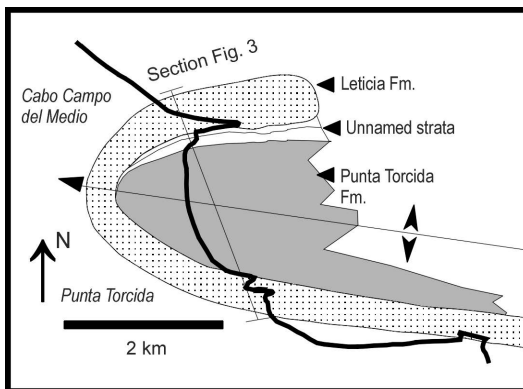 Section Fig. 3
Leticia Fm.
Cabo Campo
del Medio
Unnamed strata
Punta Torcida
Fm.
N
Punta Torcida
2 km